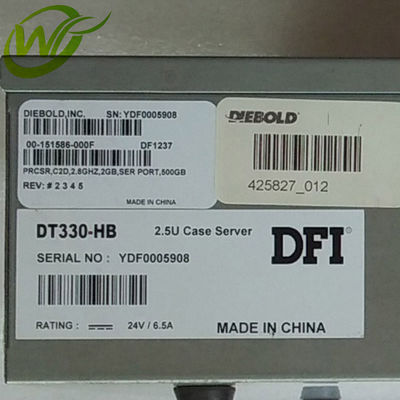 W
DIEBOLD,INC. SN: YDF0005908
00-151586-000F DF1237
PRCSR,C2D,2.8GHZ,2GB,SER PORT,500GB
REV: # 2 3 4 5
MADE IN CHINA
DIEBOLD
425827_012
DT330-HB 2.5U Case Server
DFI
SERIAL NO : YDF0005908
RATING : 24V / 6.5A
MADE IN CHINA